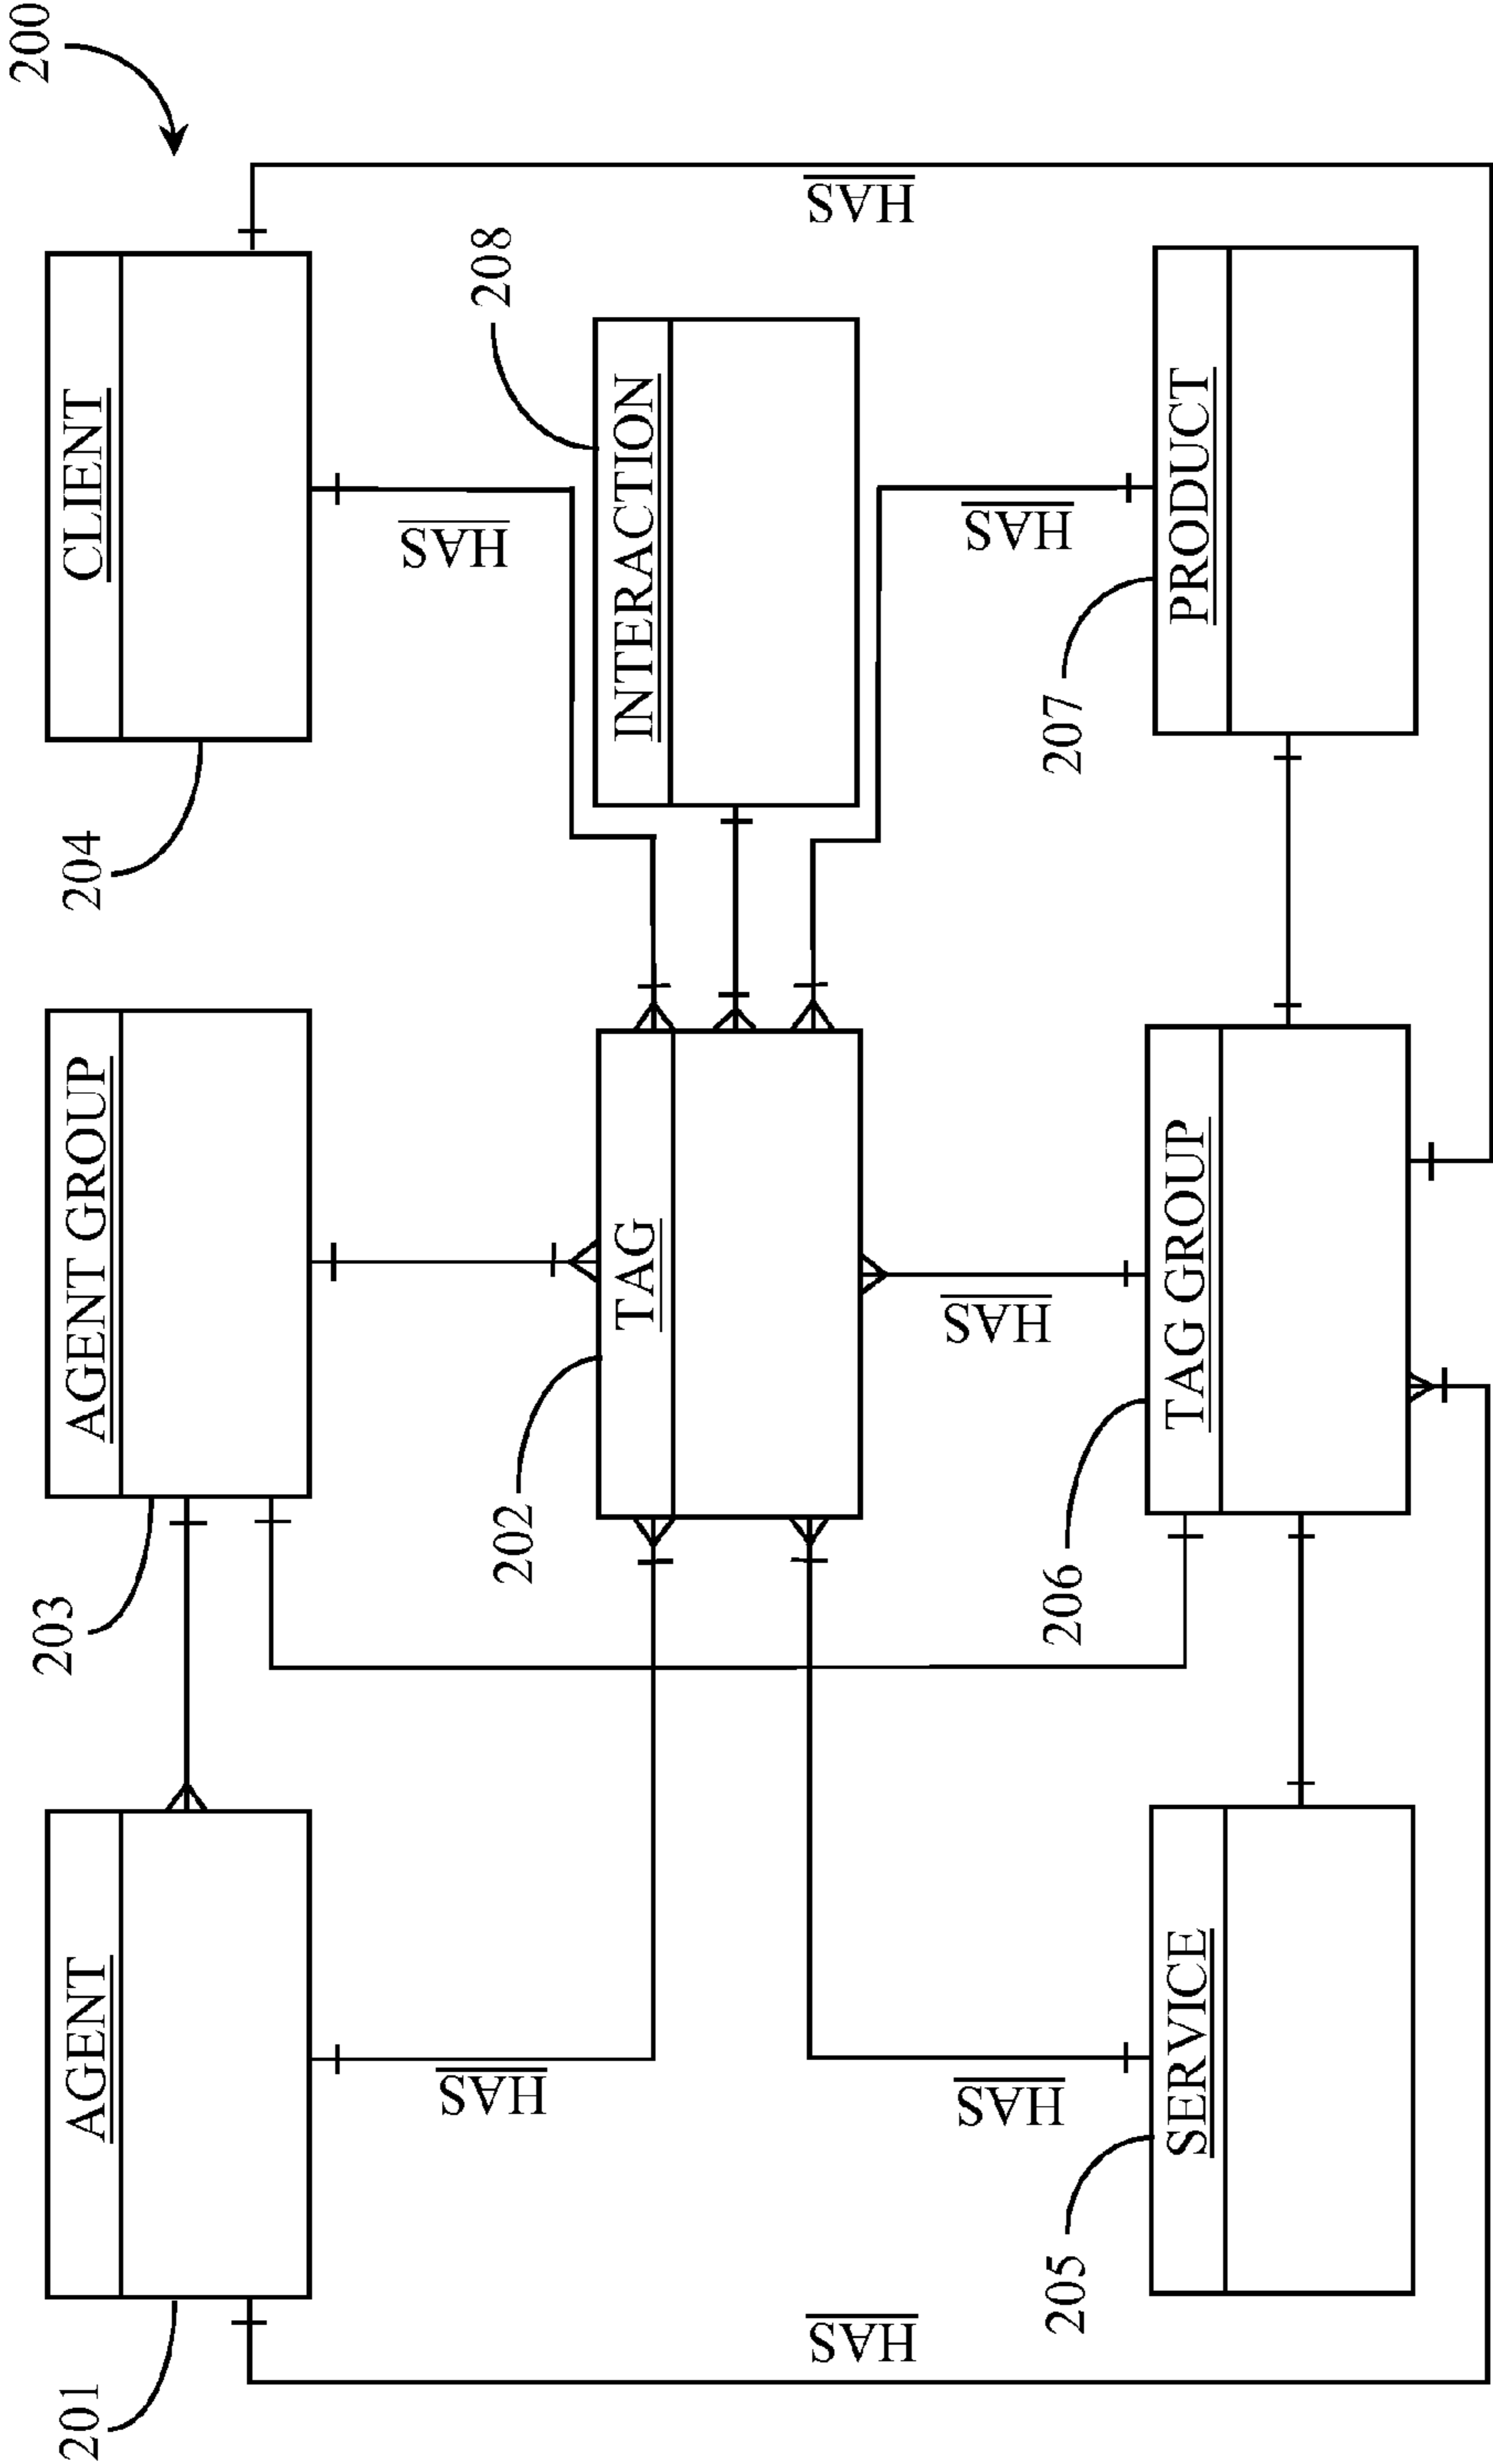 200
203
201
204
AGENT
AGENT GROUP
CLIENT
HAS
HAS
208
202
TAG
INTERACTION
HAS
HAS
HAS
HAS
HAS
205
206
207
SERVICE
TAG GROUP
PRODUCT